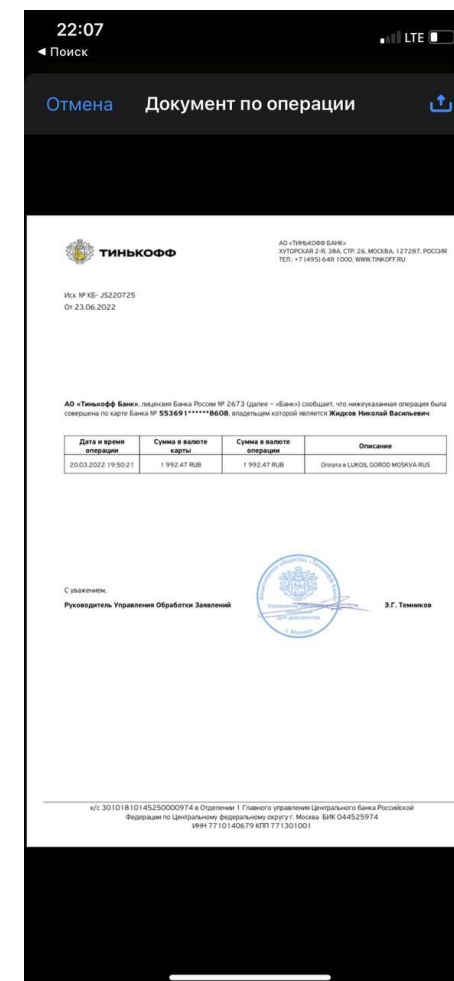 22:07
LTE
◀ Поиск
Отмена
Документ по операции
ТИНЬКОФФ
АО «ТИНЬКОФФ БАНК»
ХУТОРСКАЯ 2-Я, 38А, СТР. 26, МОСКВА, 127287, РОССИЯ
ТЕЛ.: +7 (495) 648 1000, WWW.TINKOFF.RU
Исх. № КБ- JS220725
От 23.06.2022
АО «Тинькофф Банк», лицензия Банка России № 2673 (далее – «Банк») сообщает, что нижеуказанная операция была
совершена по карте Банка № 553691******8608, владельцем которой является Жидков Николай Васильевич:
Дата и время операции
Сумма в валюте карты
Сумма в валюте операции
Описание
20.03.2022 19:50:21
1 992.47 RUB
1 992.47 RUB
Оплата в LUKOIL GOROD MOSKVA RUS
С уважением,
Руководитель Управления Обработки Заявлений
Э.Г. Темников
Для документов
г. Москва
к/с 30101810145250000974 в Отделении 1 Главного управления Центрального банка Российской
Федерации по Центральному федеральному округу г. Москва БИК 044525974
ИНН 7710140679 КПП 771301001